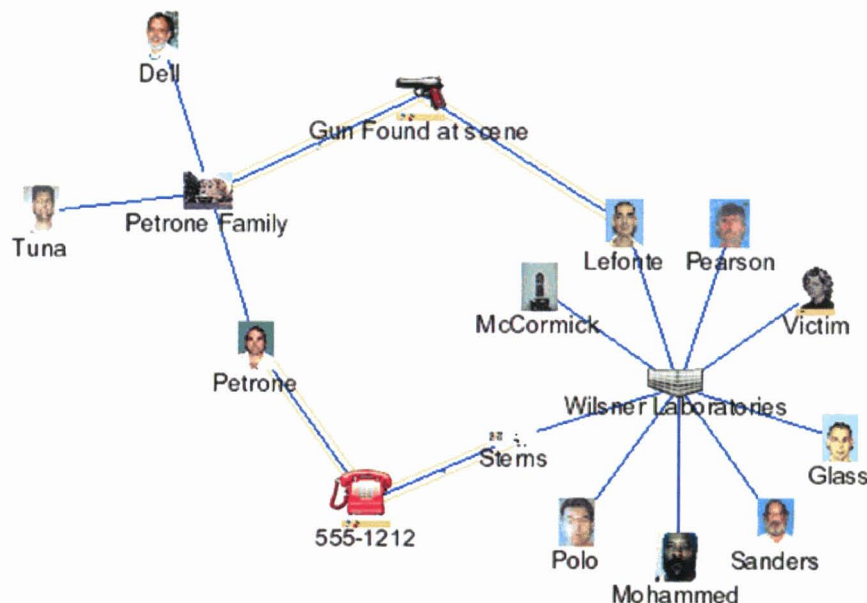 Dell
Gun Found at scene
Tuna
Petrone Family
Lefonte
Pearson
McCormick
Victim
Petrone
Wilsner Laboratories
Sterns
Glass
555-1212
Polo
Sanders
Mohammed